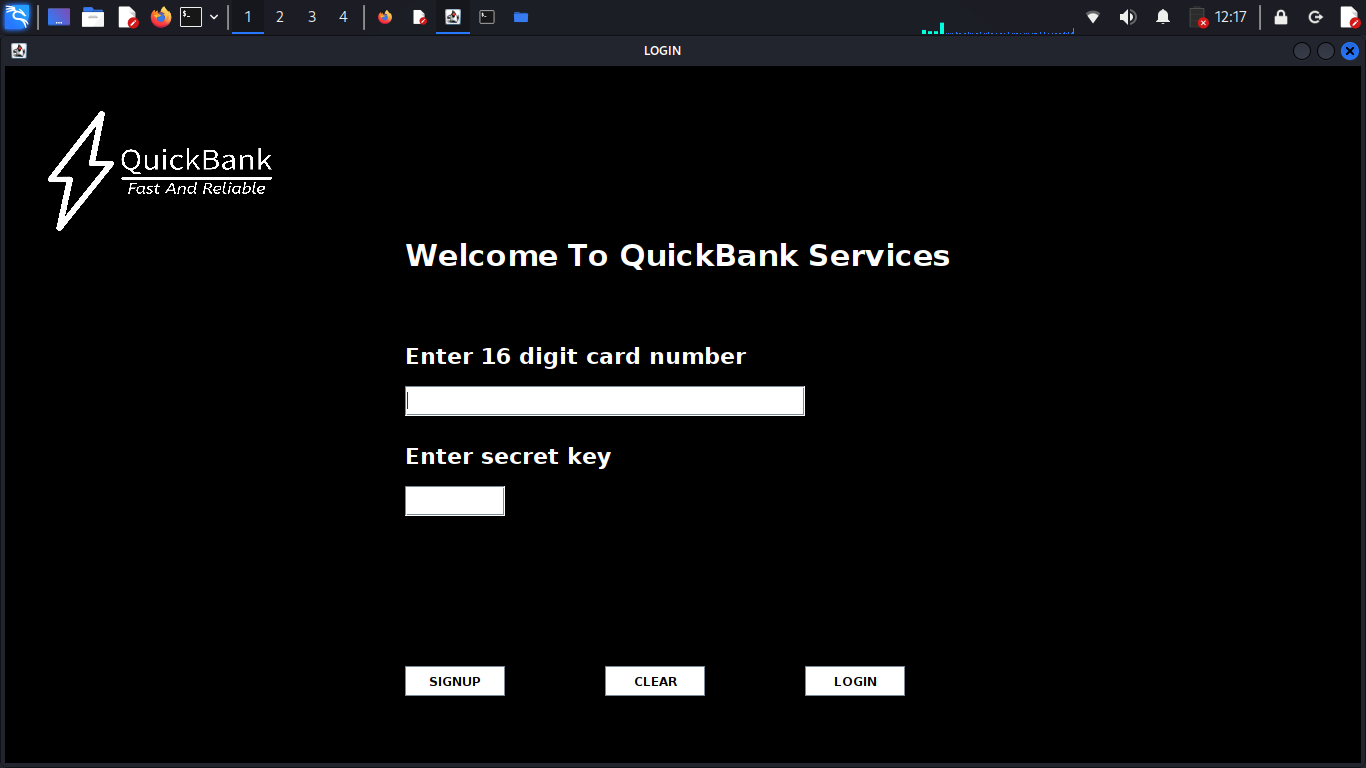 1 2 3 4 12:17
LOGIN
QuickBank
Fast And Reliable
Welcome To QuickBank Services
Enter 16 digit card number
Enter secret key
SIGNUP CLEAR LOGIN